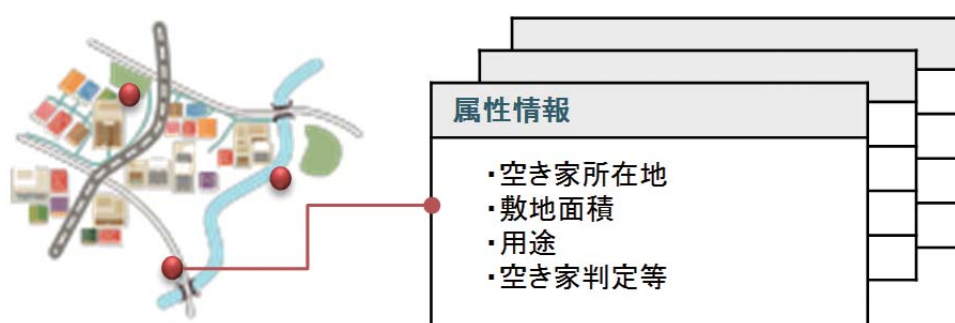 属性情報
・空き家所在地
・敷地面積
・用途
・空き家判定等